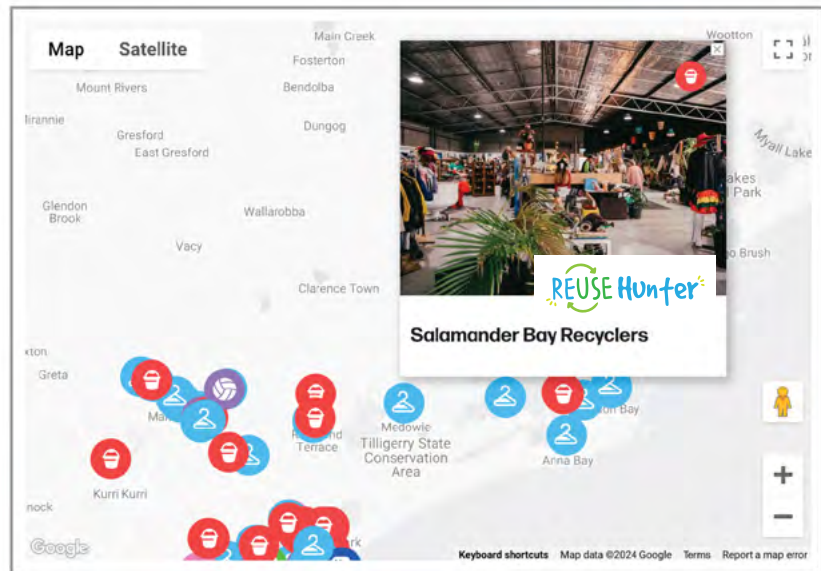 Map Satellite
Main Creek
Wootton
Fosterton
Mount Rivers
Bendolba
Dungog
Gresford
East Gresford
Myall Lake
Park
Glendon
Brook
Wallarobba
Brush
Vacy
Clarence Town
REUSE Hunter
Salamander Bay Recyclers
Greta
Medowie
Terrace
Tilligerry State
Conservation
Area
Anna Bay
Kurri Kurri
Google
Keyboard shortcuts Map data ©2024 Google Terms Report a map error